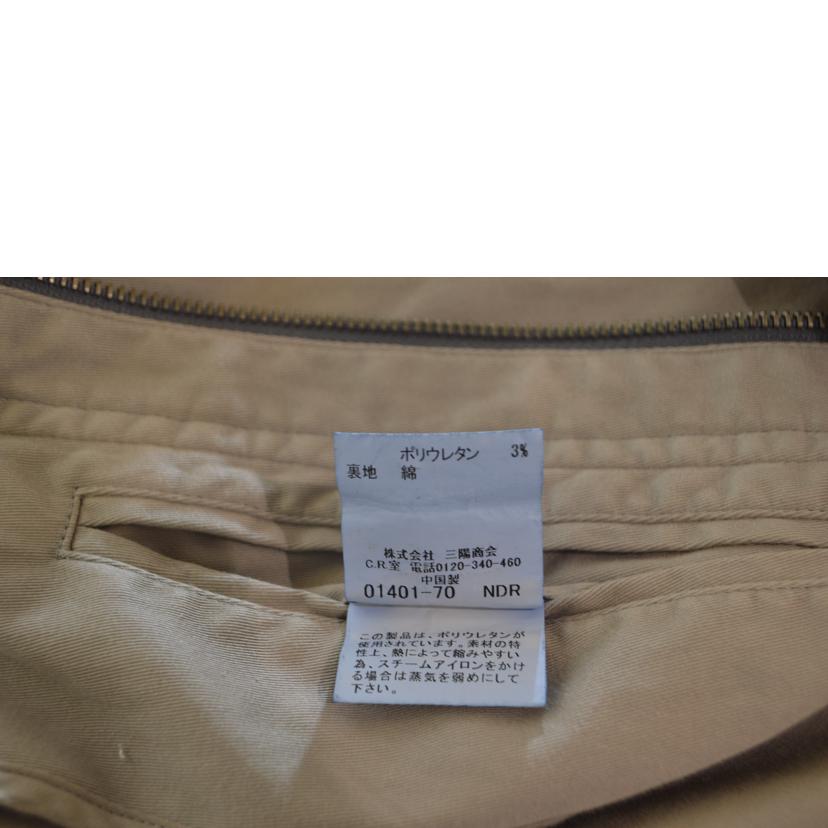 ポリウレタン 3%
裏地 綿
株式会社 三陽商会
C.R.室 電話0120-340-460
中国製
01401-70 NDR
この製品は、ポリウレタンが
使用されています。素材の特
性上、熱によって縮みやすい
為、スチームアイロンをかけ
る場合は蒸気を弱めにして
下さい。